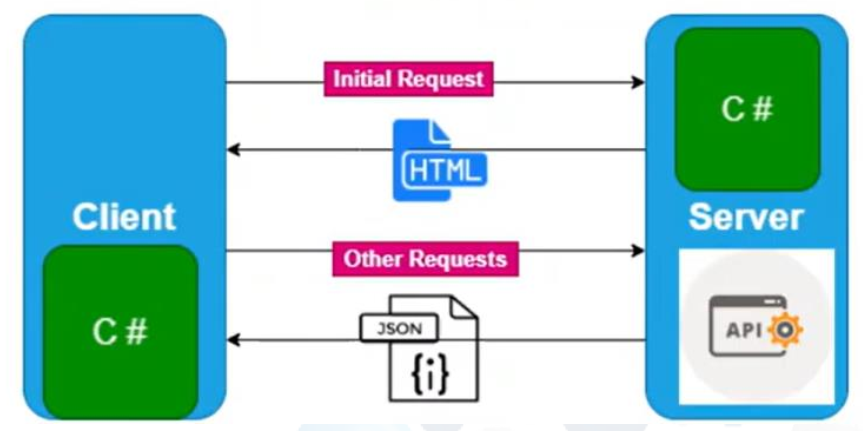 Initial Request
C #
HTML
Client
Server
Other Requests
C #
JSON
API
{i}